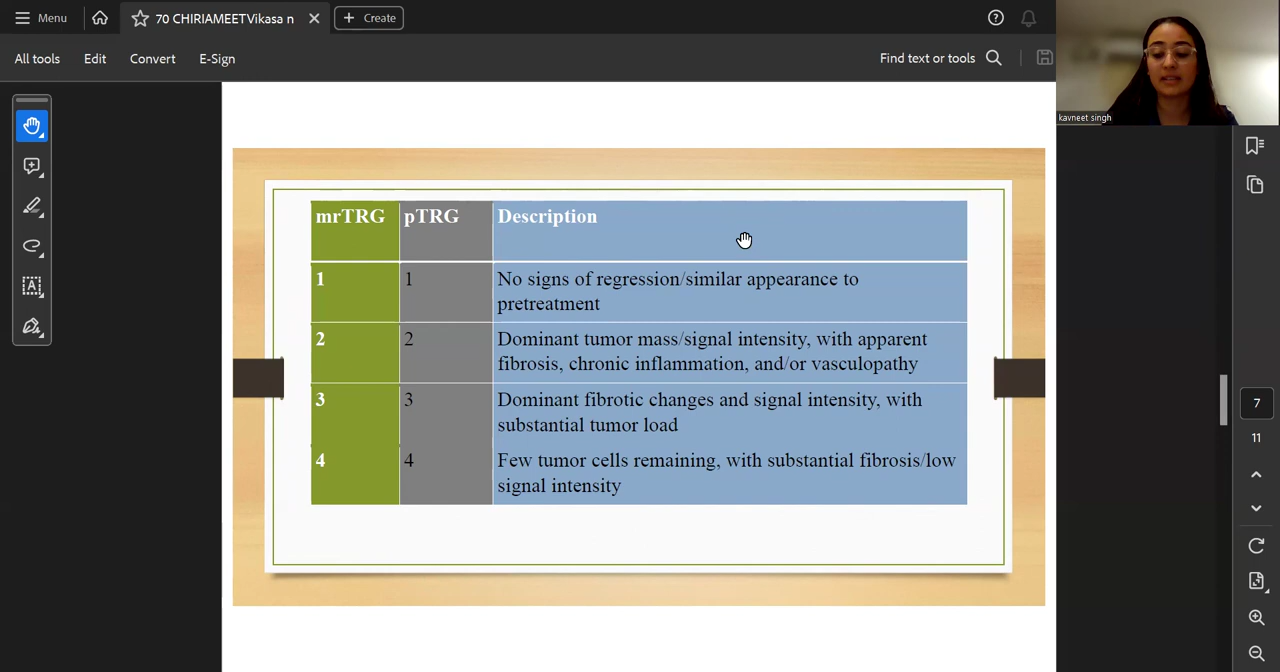 Menu
70 CHIRIAMEETVikasa n
Create
All tools
Edit
Convert
E-Sign
Find text or tools
kavneet singh
mrTRG pTRG Description
1 1 No signs of regression/similar appearance to
pretreatment
2 2 Dominant tumor mass/signal intensity, with apparent
fibrosis, chronic inflammation, and/or vasculopathy
3 3 Dominant fibrotic changes and signal intensity, with
substantial tumor load
4 4 Few tumor cells remaining, with substantial fibrosis/low
signal intensity
7
11